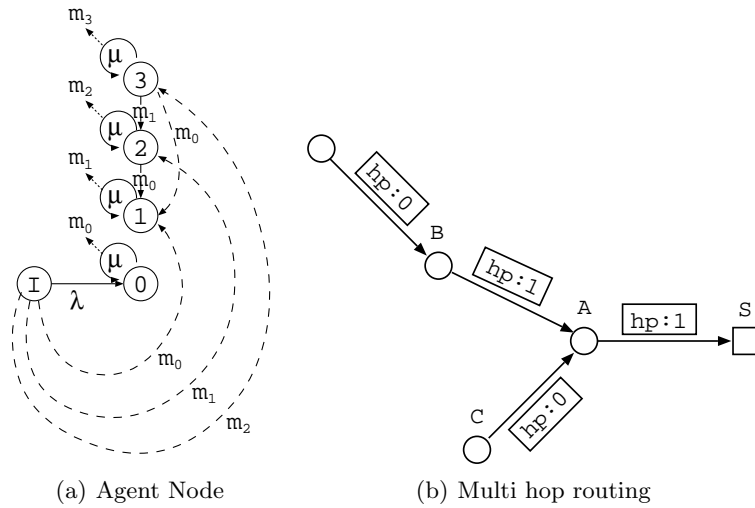 m3
μ
3
m2
m1
μ
m0
2
m1
μ
m0
1
m0
μ
I
λ
0
m0
m1
m2
hp:0
B
hp:1
A
hp:1
S
C
hp:0
(a) Agent Node
(b) Multi hop routing